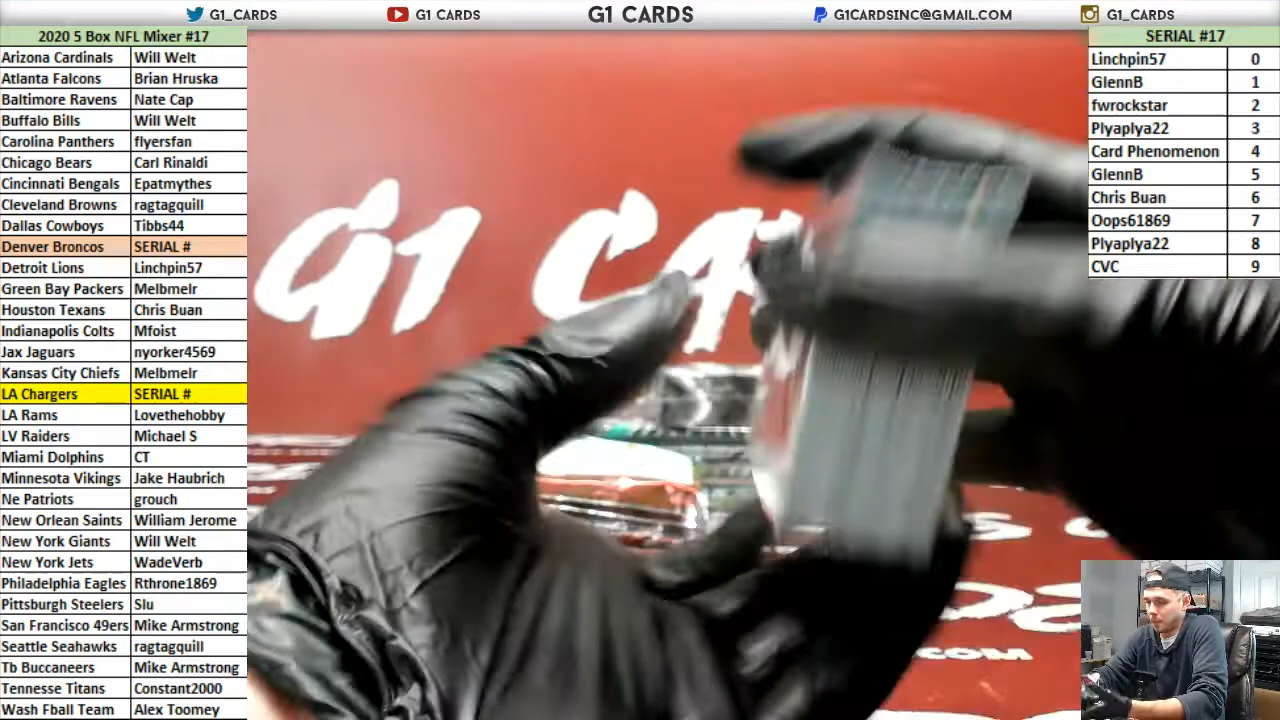 G1_CARDS
G1 CARDS
G1 CARDS
G1CARDSINC@GMAIL.COM
G1_CARDS
2020 5 Box NFL Mixer #17
Arizona Cardinals Will Welt
Atlanta Falcons Brian Hruska
Baltimore Ravens Nate Cap
Buffalo Bills Will Welt
Carolina Panthers flyersfan
Chicago Bears Carl Rinaldi
Cincinnati Bengals Epatmythes
Cleveland Browns ragtagquill
Dallas Cowboys Tibbs44
Denver Broncos SERIAL #
Detroit Lions Linchpin57
Green Bay Packers Melbmelr
Houston Texans Chris Buan
Indianapolis Colts Mfoist
Jax Jaguars nyorker4569
Kansas City Chiefs Melbmelr
LA Chargers SERIAL #
LA Rams Lovethehobby
LV Raiders Michael S
Miami Dolphins CT
Minnesota Vikings Jake Haubrich
Ne Patriots grouch
New Orlean Saints William Jerome
New York Giants Will Welt
New York Jets WadeVerb
Philadelphia Eagles Rthrone1869
Pittsburgh Steelers Slu
San Francisco 49ers Mike Armstrong
Seattle Seahawks ragtagquill
Tb Buccaneers Mike Armstrong
Tennesse Titans Constant2000
Wash Fball Team Alex Toomey
G1 CA
.COM
SERIAL #17
Linchpin57 0
GlennB 1
fwrockstar 2
Plyaplya22 3
Card Phenomenon 4
GlennB 5
Chris Buan 6
Oops61869 7
Plyaplya22 8
CVC 9